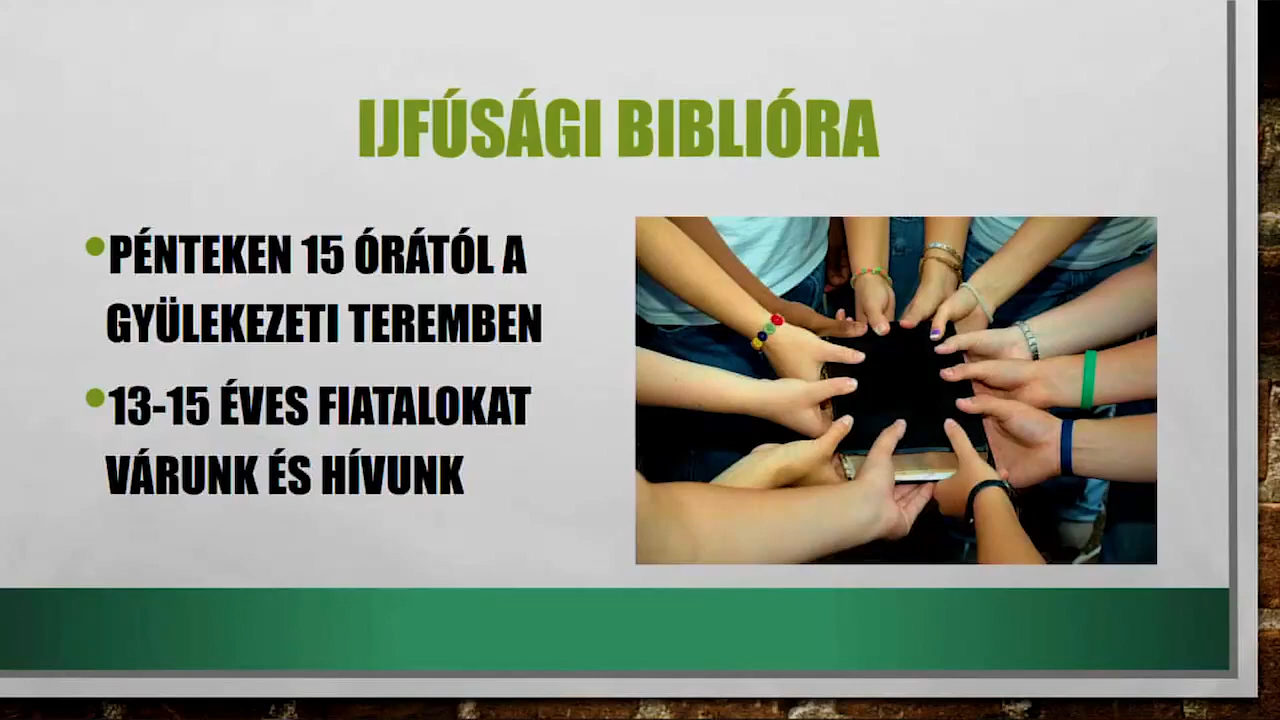 IJFÚSÁGI BIBLIÓRA
•PÉNTEKEN 15 ÓRÁTÓL A
GYÜLEKEZETI TEREMBEN
•13-15 ÉVES FIATALOKAT
VÁRUNK ÉS HÍVUNK